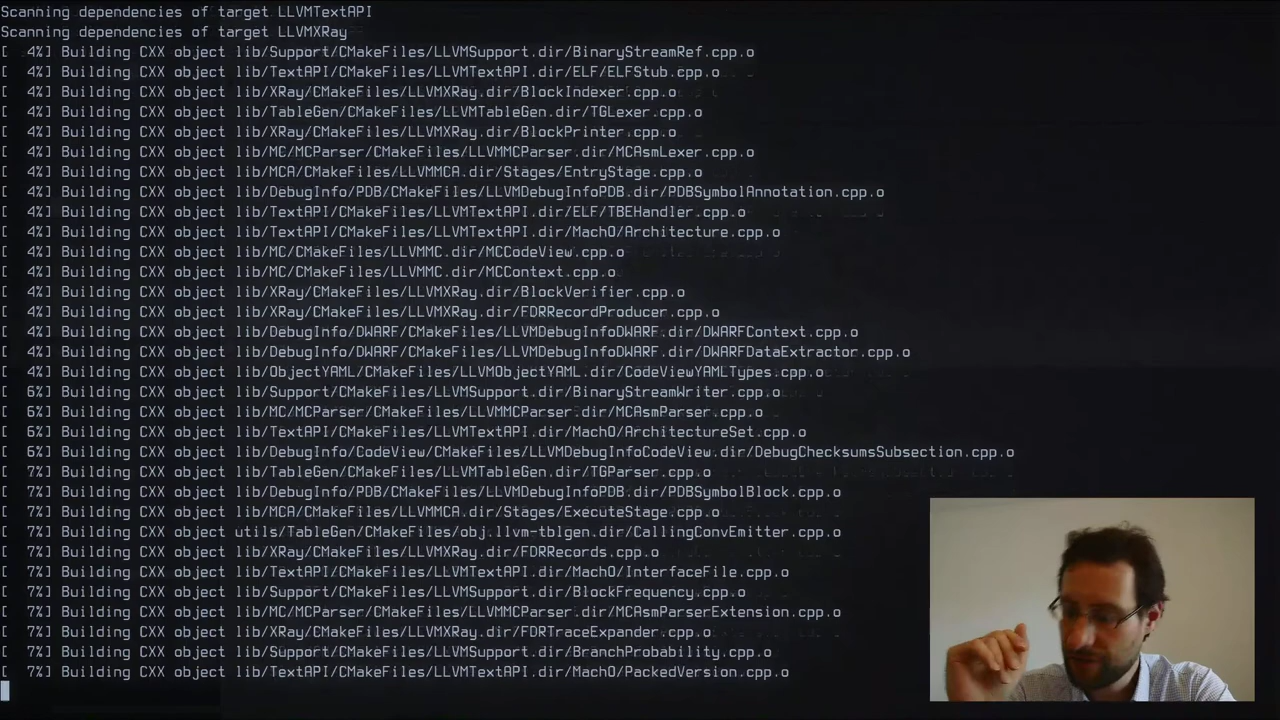 Scanning dependencies of target LLVMTextAPI
Scanning dependencies of target LLVMXRay
[  4%] Building CXX object lib/Support/CMakeFiles/LLVMSupport.dir/BinaryStreamRef.cpp.o
[  4%] Building CXX object lib/TextAPI/CMakeFiles/LLVMTextAPI.dir/ELF/ELFStub.cpp.o
[  4%] Building CXX object lib/XRay/CMakeFiles/LLVMXRay.dir/BlockIndexer.cpp.o
[  4%] Building CXX object lib/TableGen/CMakeFiles/LLVMTableGen.dir/TGLexer.cpp.o
[  4%] Building CXX object lib/XRay/CMakeFiles/LLVMXRay.dir/BlockPrinter.cpp.o
[  4%] Building CXX object lib/MC/MCParser/CMakeFiles/LLVMMCParser.dir/MCAsmLexer.cpp.o
[  4%] Building CXX object lib/MCA/CMakeFiles/LLVMMCA.dir/Stages/EntryStage.cpp.o
[  4%] Building CXX object lib/DebugInfo/PDB/CMakeFiles/LLVMDebugInfoPDB.dir/PDBSymbolAnnotation.cpp.o
[  4%] Building CXX object lib/TextAPI/CMakeFiles/LLVMTextAPI.dir/ELF/TBEHandler.cpp.o
[  4%] Building CXX object lib/TextAPI/CMakeFiles/LLVMTextAPI.dir/MachO/Architecture.cpp.o
[  4%] Building CXX object lib/MC/CMakeFiles/LLVMMC.dir/MCCodeView.cpp.o
[  4%] Building CXX object lib/MC/CMakeFiles/LLVMMC.dir/MCContext.cpp.o
[  4%] Building CXX object lib/XRay/CMakeFiles/LLVMXRay.dir/BlockVerifier.cpp.o
[  4%] Building CXX object lib/XRay/CMakeFiles/LLVMXRay.dir/FDRRecordProducer.cpp.o
[  4%] Building CXX object lib/DebugInfo/DWARF/CMakeFiles/LLVMDebugInfoDWARF.dir/DWARFContext.cpp.o
[  4%] Building CXX object lib/DebugInfo/DWARF/CMakeFiles/LLVMDebugInfoDWARF.dir/DWARFDataExtractor.cpp.o
[  4%] Building CXX object lib/ObjectYAML/CMakeFiles/LLVMObjectYAML.dir/CodeViewYAMLTypes.cpp.o
[  6%] Building CXX object lib/Support/CMakeFiles/LLVMSupport.dir/BinaryStreamWriter.cpp.o
[  6%] Building CXX object lib/MC/MCParser/CMakeFiles/LLVMMCParser.dir/MCAsmParser.cpp.o
[  6%] Building CXX object lib/TextAPI/CMakeFiles/LLVMTextAPI.dir/MachO/ArchitectureSet.cpp.o
[  6%] Building CXX object lib/DebugInfo/CodeView/CMakeFiles/LLVMDebugInfoCodeView.dir/DebugChecksumsSubsection.cpp.o
[  7%] Building CXX object lib/TableGen/CMakeFiles/LLVMTableGen.dir/TGParser.cpp.o
[  7%] Building CXX object lib/DebugInfo/PDB/CMakeFiles/LLVMDebugInfoPDB.dir/PDBSymbolBlock.cpp.o
[  7%] Building CXX object lib/MCA/CMakeFiles/LLVMMCA.dir/Stages/ExecuteStage.cpp.o
[  7%] Building CXX object utils/TableGen/CMakeFiles/obj.llvm-tblgen.dir/CallingConvEmitter.cpp.o
[  7%] Building CXX object lib/XRay/CMakeFiles/LLVMXRay.dir/FDRRecords.cpp.o
[  7%] Building CXX object lib/TextAPI/CMakeFiles/LLVMTextAPI.dir/MachO/InterfaceFile.cpp.o
[  7%] Building CXX object lib/Support/CMakeFiles/LLVMSupport.dir/BlockFrequency.cpp.o
[  7%] Building CXX object lib/MC/MCParser/CMakeFiles/LLVMMCParser.dir/MCAsmParserExtension.cpp.o
[  7%] Building CXX object lib/XRay/CMakeFiles/LLVMXRay.dir/FDRTraceExpander.cpp.o
[  7%] Building CXX object lib/Support/CMakeFiles/LLVMSupport.dir/BranchProbability.cpp.o
[  7%] Building CXX object lib/TextAPI/CMakeFiles/LLVMTextAPI.dir/MachO/PackedVersion.cpp.o